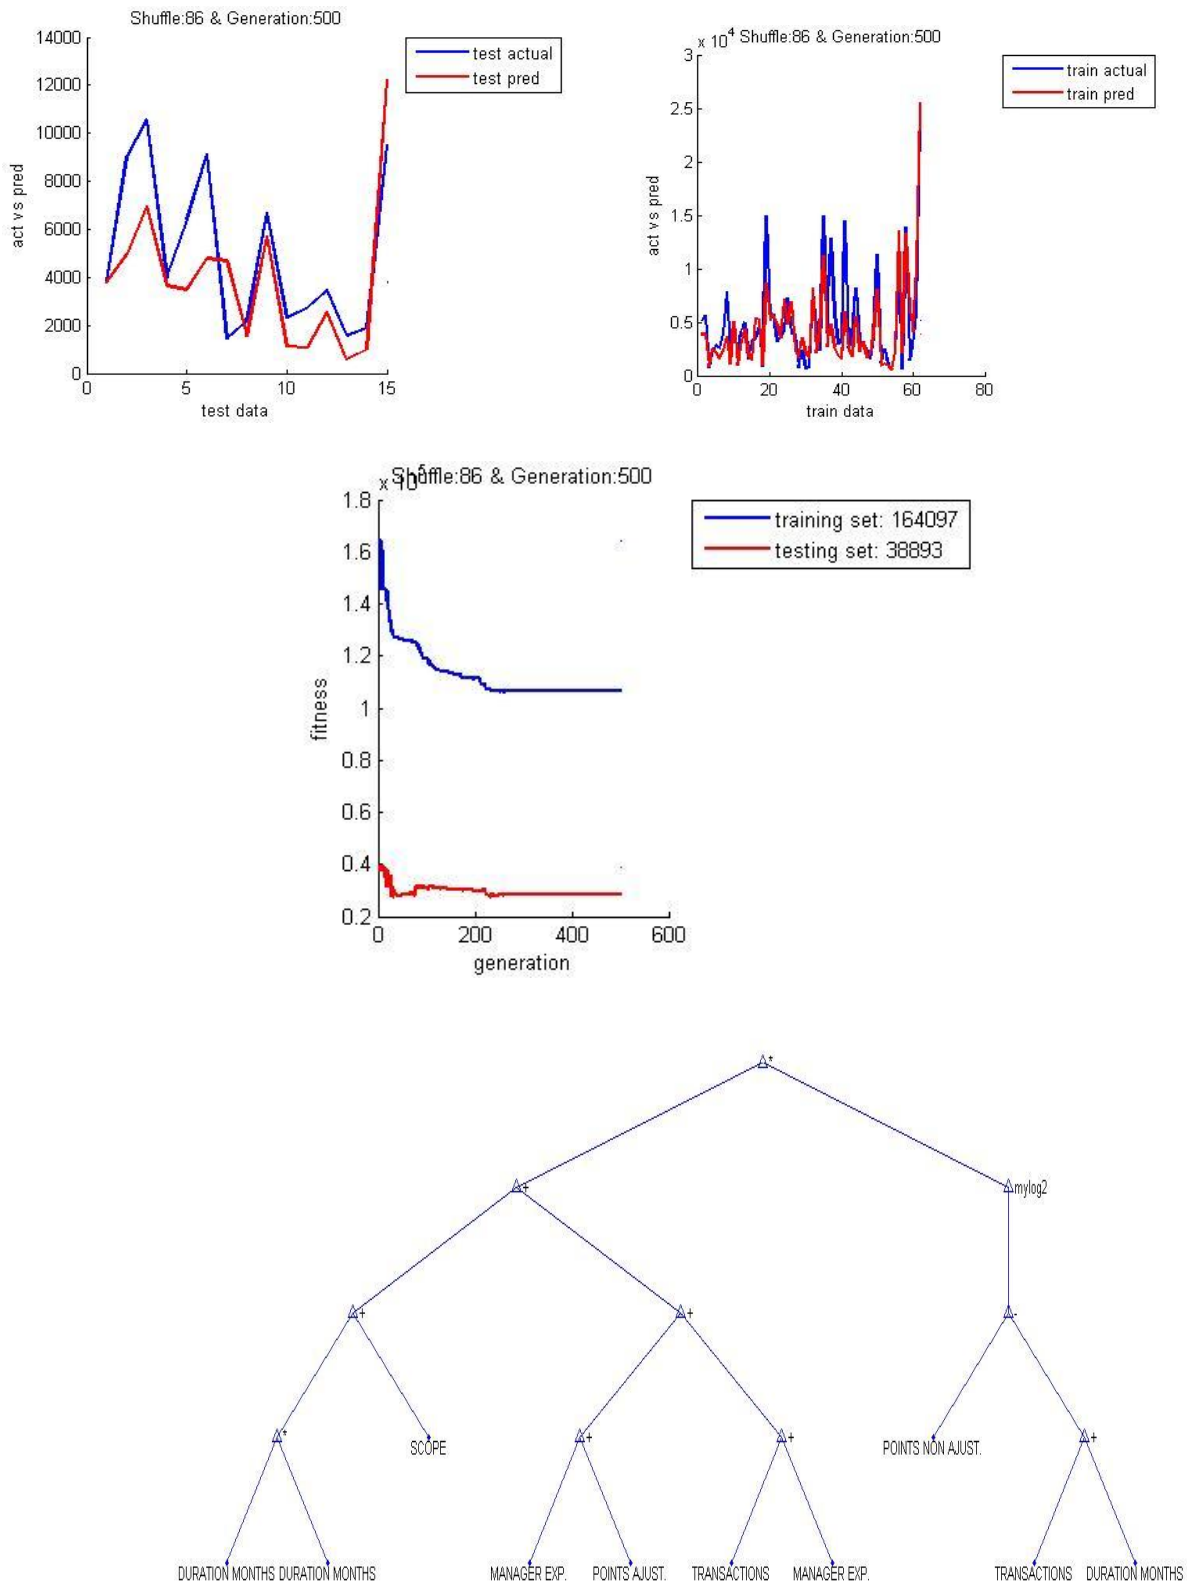 Shuffle:86 & Generation:500
14000
12000
10000
8000
6000
4000
2000
0
act vs pred
0 5 10 15
test data
test actual
test pred
x 10^4 Shuffle:86 & Generation:500
3
2.5
2
1.5
1
0.5
0
act vs pred
0 20 40 60 80
train data
train actual
train pred
x 10^5 Shuffle:86 & Generation:500
1.8
1.6
1.4
1.2
1
0.8
0.6
0.4
0.2
fitness
0 200 400 600
generation
training set: 164097
testing set: 38893
*
+ mylog2
+ + -
* SCOPE + + POINTS NON AJUST. +
DURATION MONTHS DURATION MONTHS MANAGER EXP. POINTS AJUST. TRANSACTIONS MANAGER EXP. TRANSACTIONS DURATION MONTHS